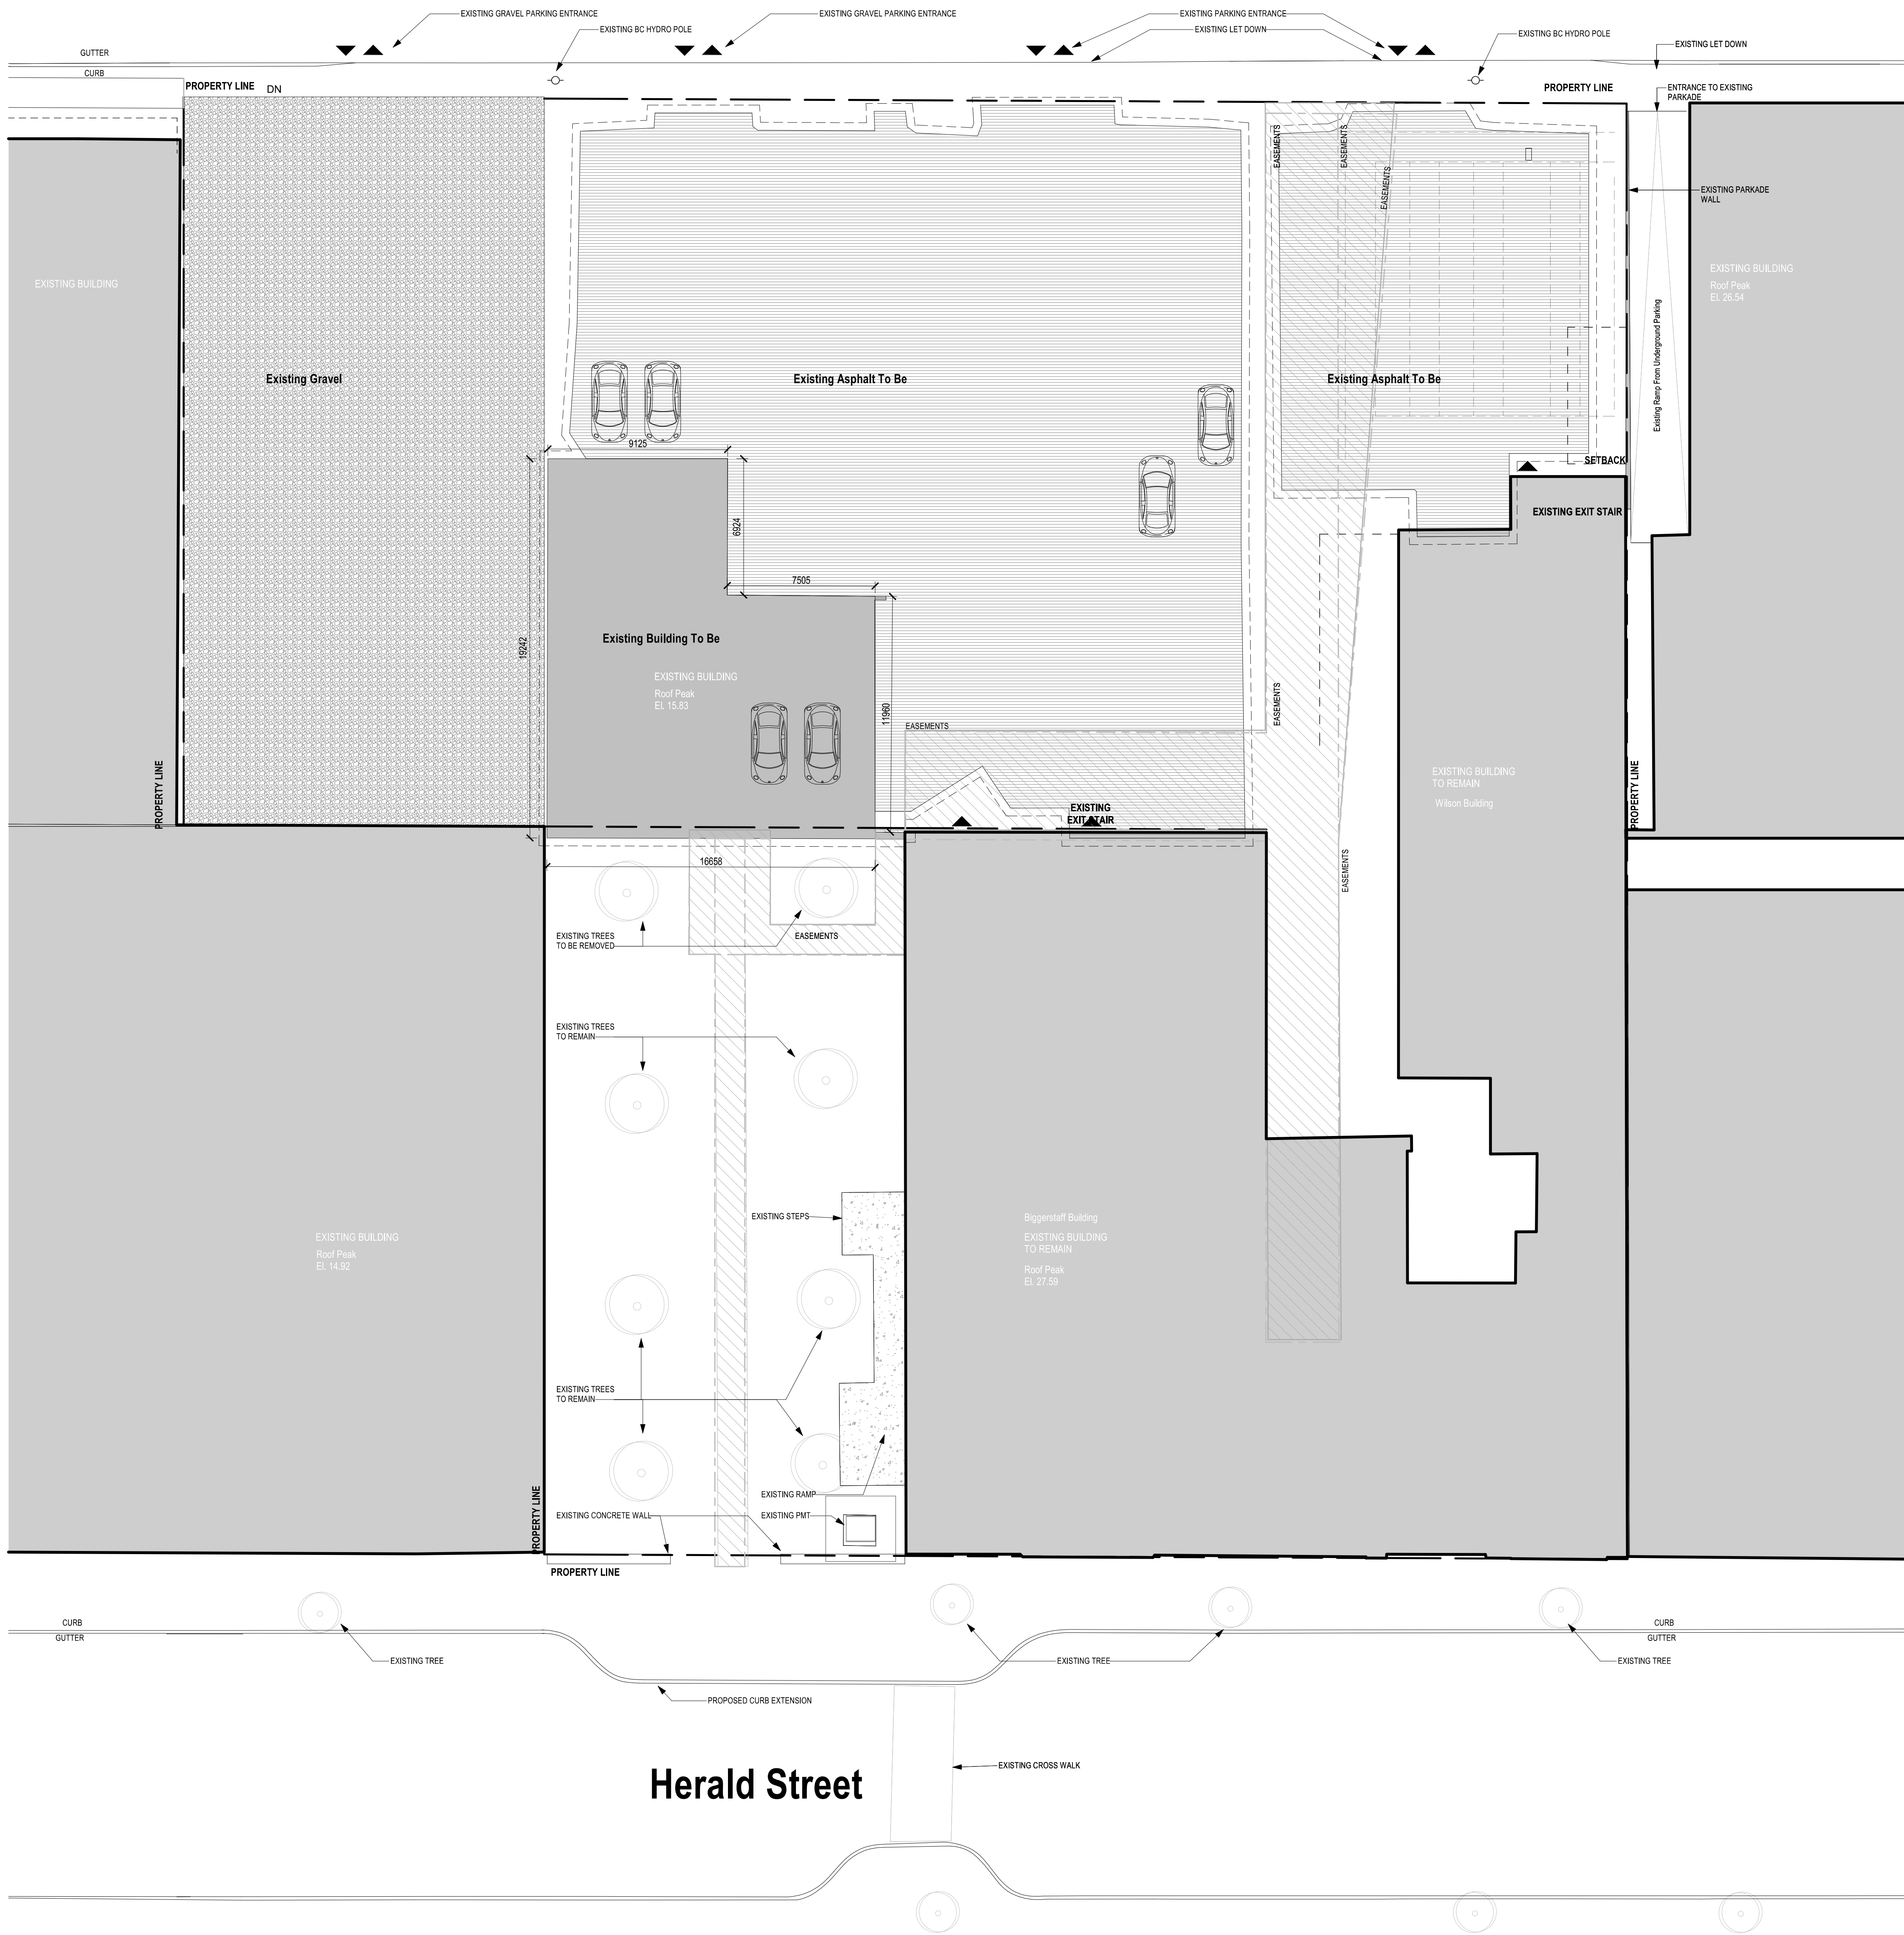 EXISTING GRAVEL PARKING ENTRANCE
EXISTING GRAVEL PARKING ENTRANCE
EXISTING PARKING ENTRANCE
EXISTING BC HYDRO POLE
EXISTING LET DOWN
EXISTING BC HYDRO POLE
EXISTING LET DOWN
GUTTER
CURB
PROPERTY LINE
DN
PROPERTY LINE
ENTRANCE TO EXISTING
PARKADE
EASEMENTS
EASEMENTS
EASEMENTS
EXISTING PARKADE
WALL
EXISTING BUILDING
EXISTING BUILDING
Roof Peak
El. 26.54
Existing Ramp From Underground Parking
Existing Gravel
Existing Asphalt To Be
Existing Asphalt To Be
9125
SETBACK
6924
EXISTING EXIT STAIR
7505
19242
Existing Building To Be
EXISTING BUILDING
Roof Peak
El. 15.83
11960
EASEMENTS
EASEMENTS
PROPERTY LINE
EXISTING BUILDING
TO REMAIN
Wilson Building
PROPERTY LINE
EXISTING
EXIT STAIR
16658
EASEMENTS
EXISTING TREES
TO BE REMOVED
EASEMENTS
EXISTING TREES
TO REMAIN
EXISTING STEPS
Biggerstaff Building
EXISTING BUILDING
TO REMAIN
Roof Peak
El. 27.59
EXISTING BUILDING
Roof Peak
El. 14.92
EXISTING TREES
TO REMAIN
EXISTING RAMP
EXISTING CONCRETE WALL
EXISTING PMT
PROPERTY LINE
PROPERTY LINE
CURB
GUTTER
CURB
GUTTER
EXISTING TREE
EXISTING TREE
EXISTING TREE
PROPOSED CURB EXTENSION
EXISTING CROSS WALK
Herald Street